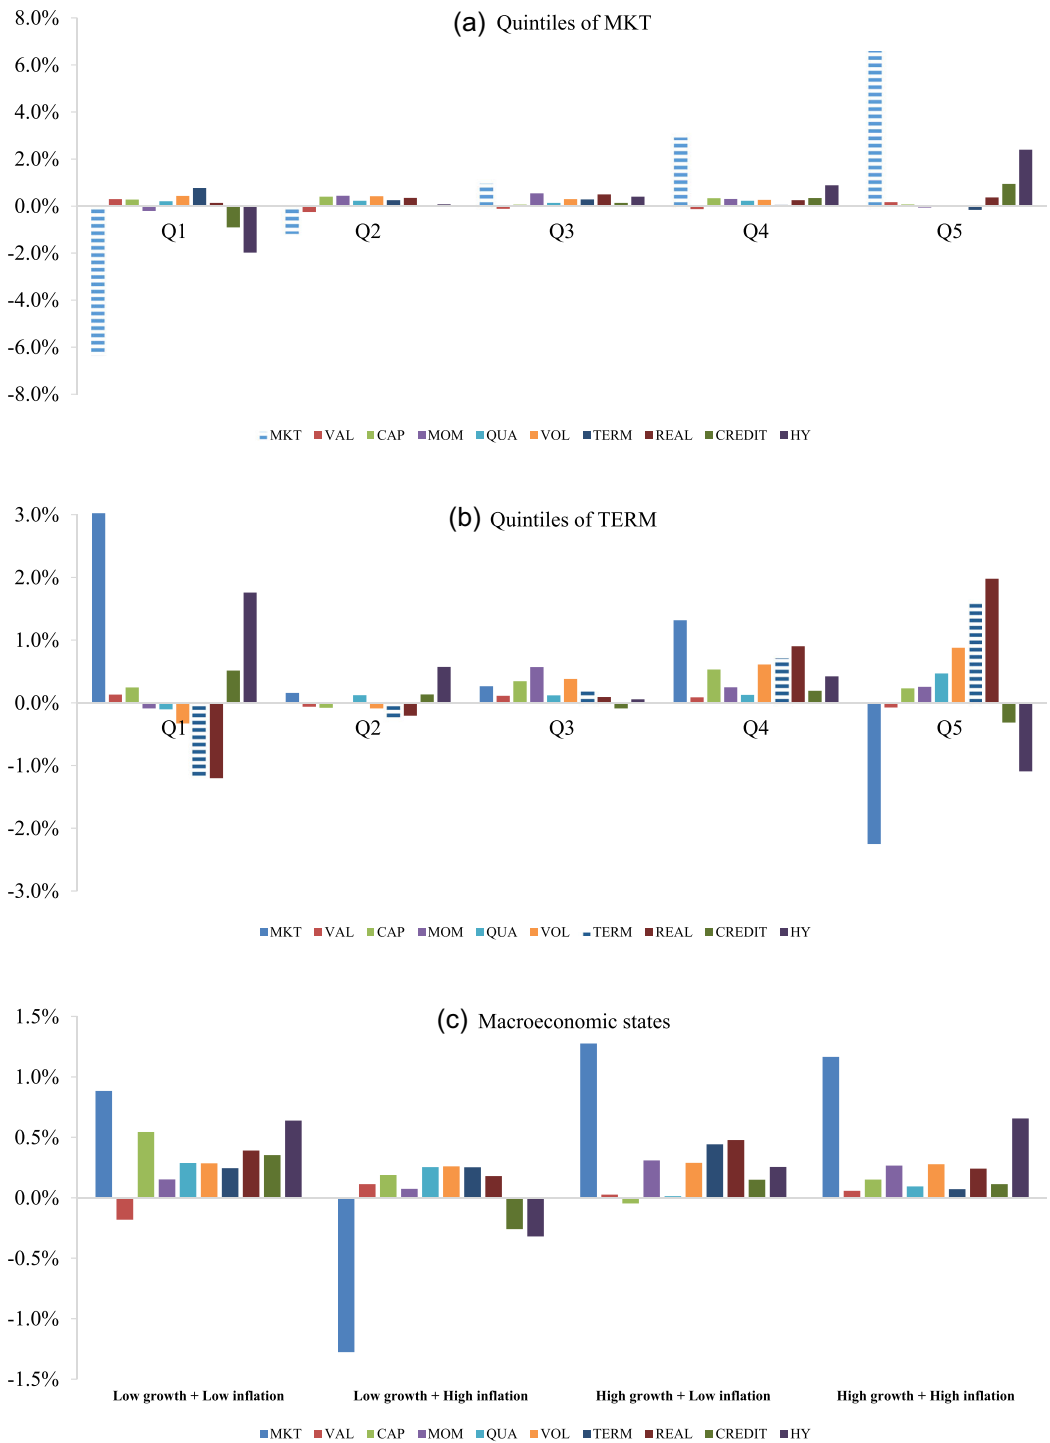 (a) Quintiles of MKT
8.0%
6.0%
4.0%
2.0%
0.0%
-2.0%
-4.0%
-6.0%
-8.0%
Q1 Q2 Q3 Q4 Q5
MKT VAL CAP MOM QUA VOL TERM REAL CREDIT HY
(b) Quintiles of TERM
3.0%
2.0%
1.0%
0.0%
-1.0%
-2.0%
-3.0%
Q1 Q2 Q3 Q4 Q5
MKT VAL CAP MOM QUA VOL TERM REAL CREDIT HY
(c) Macroeconomic states
1.5%
1.0%
0.5%
0.0%
-0.5%
-1.0%
-1.5%
Low growth + Low inflation Low growth + High inflation High growth + Low inflation High growth + High inflation
MKT VAL CAP MOM QUA VOL TERM REAL CREDIT HY